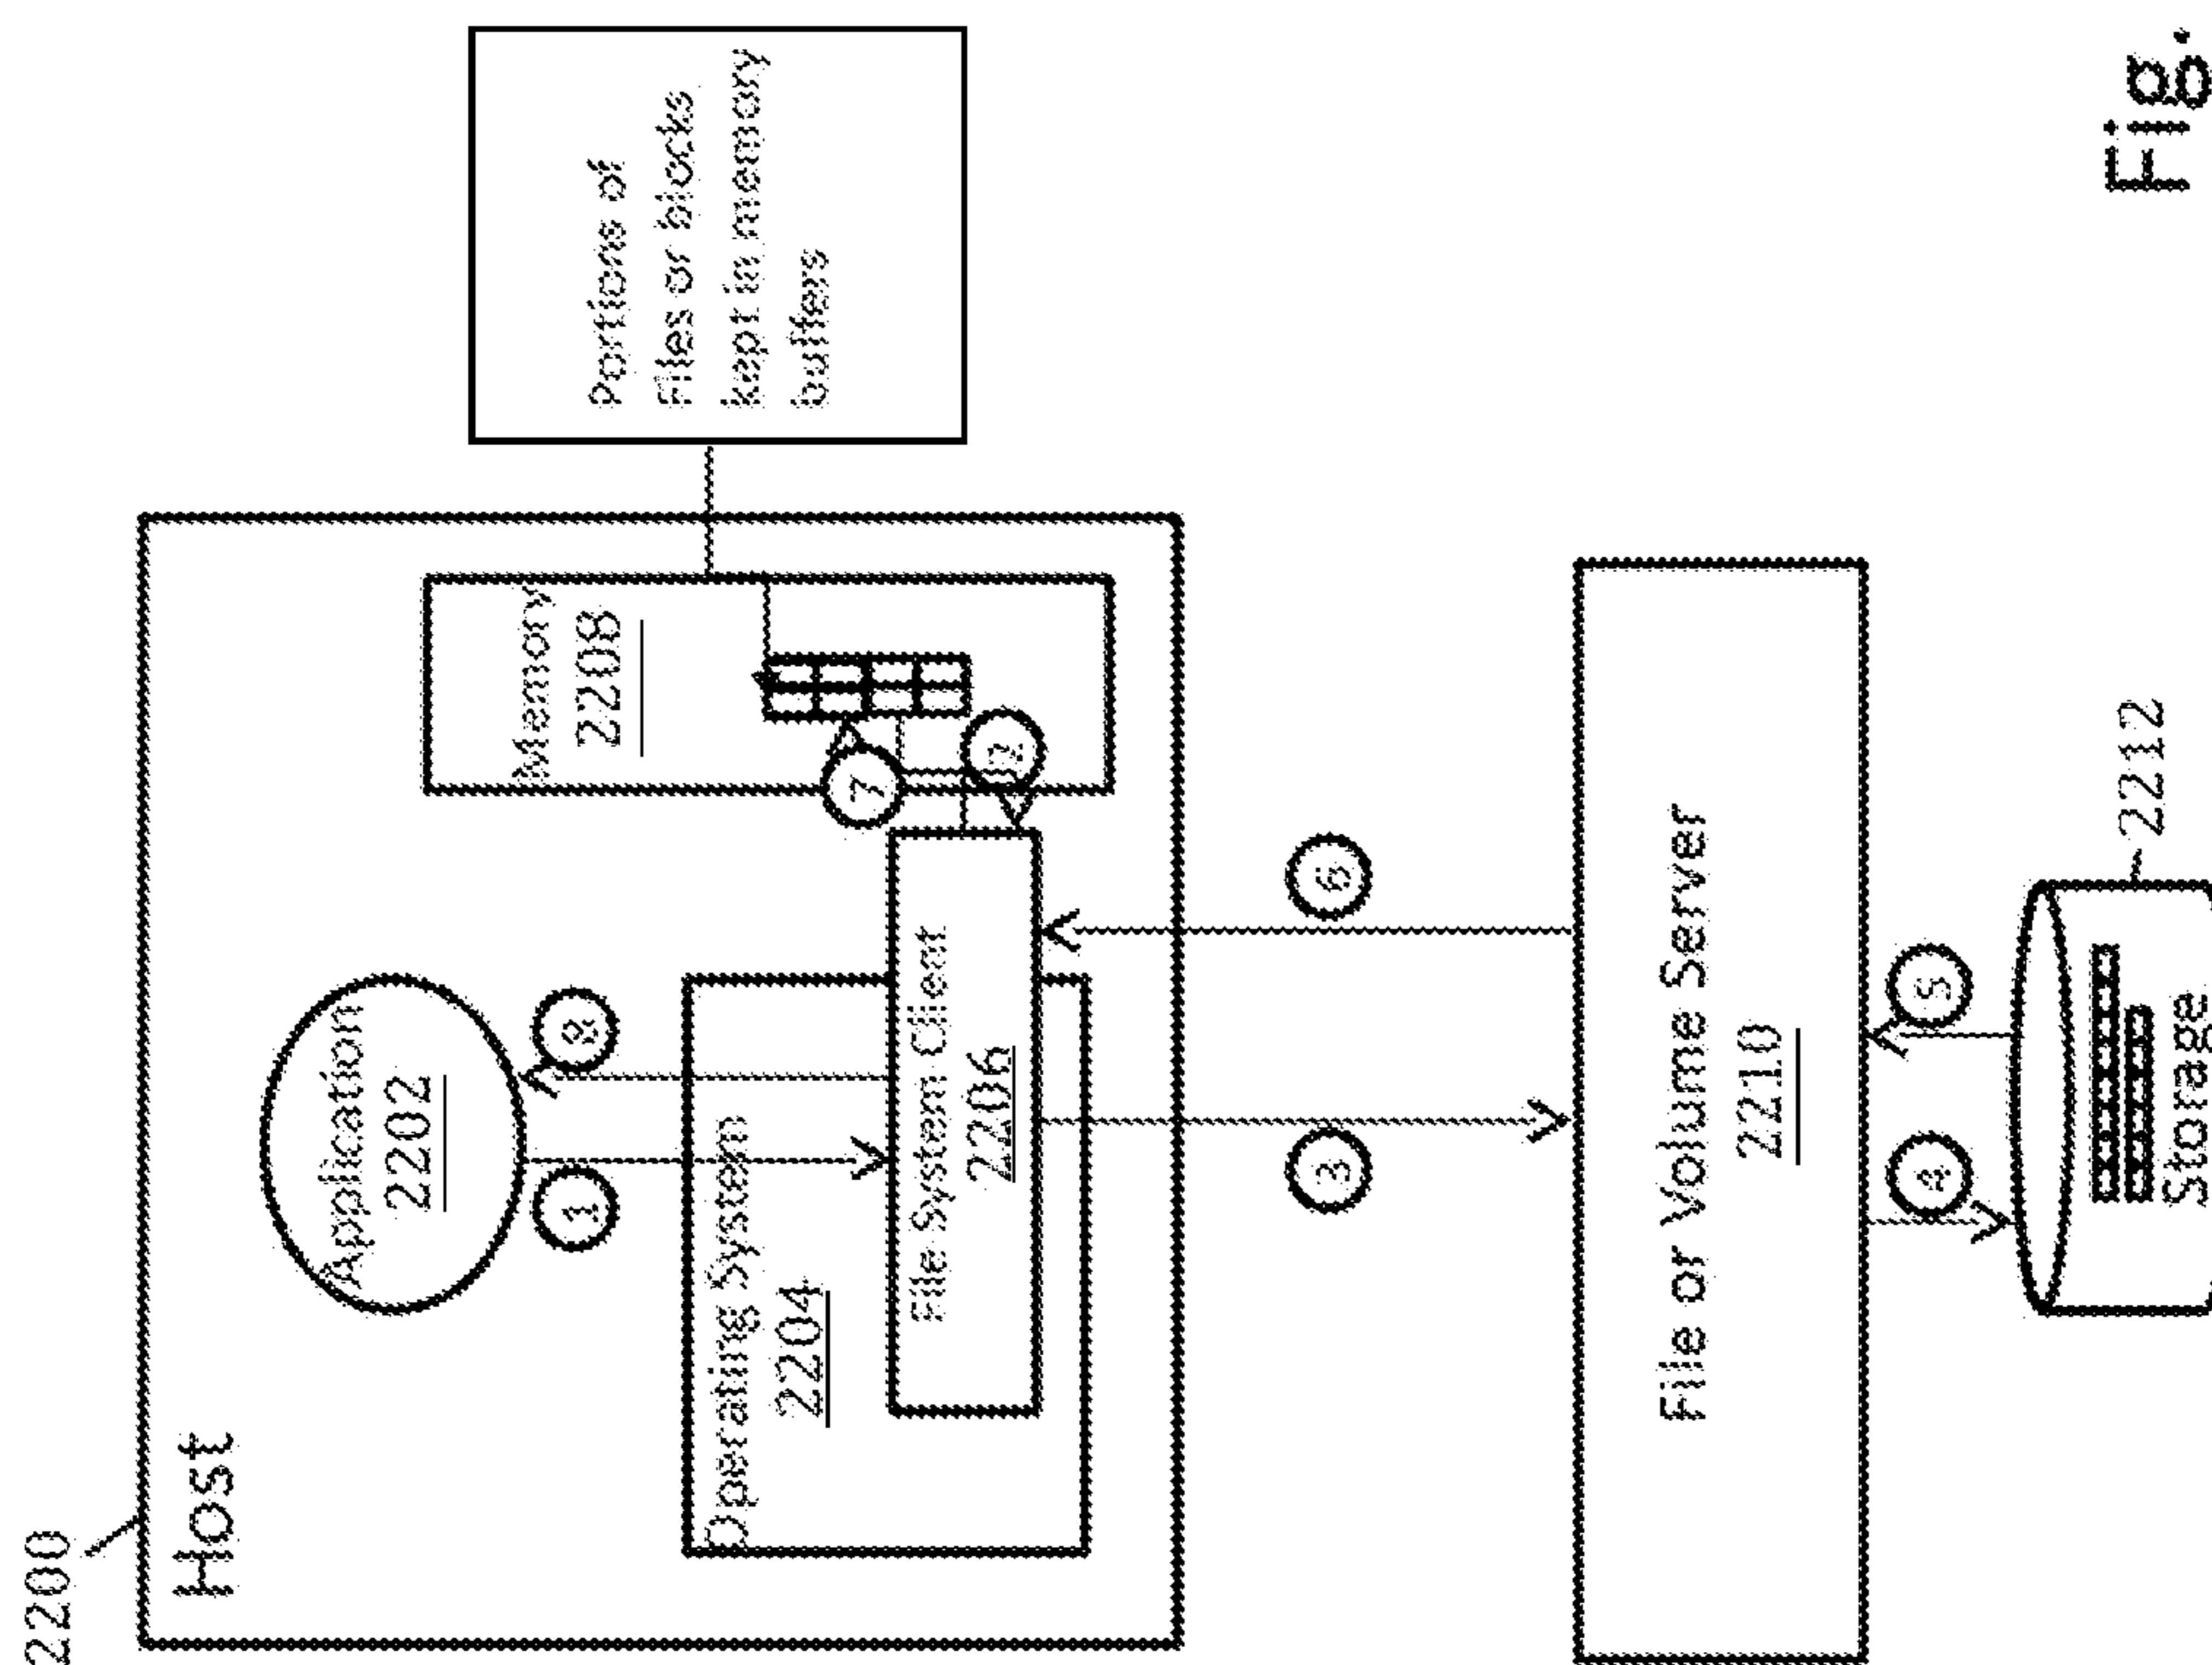 2200
Host
Application
2202
1
8
Operating System
2204
File System Client
2206
Memory
2208
7
2
Portions of
Files or blocks
kept in memory
buffers
3
6
File or Volume Server
2210
4
5
2212
Storage
Fig.